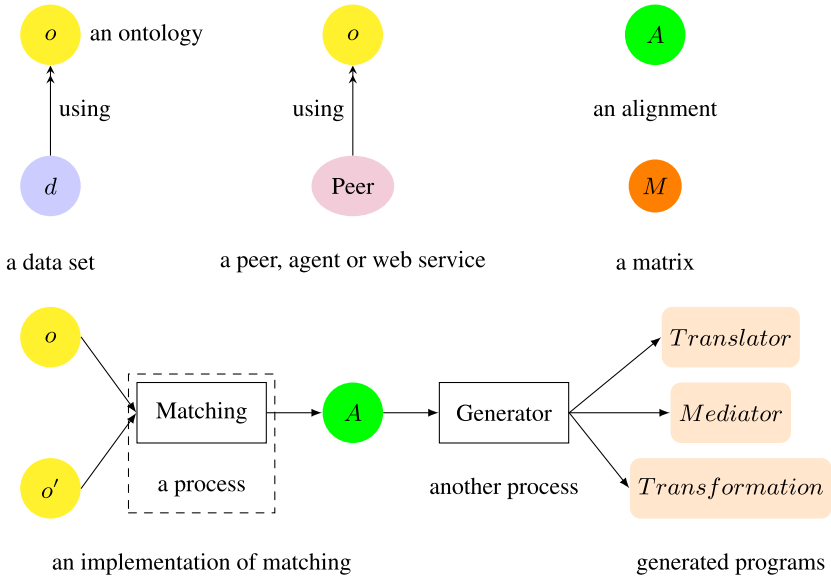 o an ontology
o
A
using
using
an alignment
d
Peer
M
a data set
a peer, agent or web service
a matrix
o
Translator
Matching
A
Generator
Mediator
o′
a process
another process
Transformation
an implementation of matching
generated programs